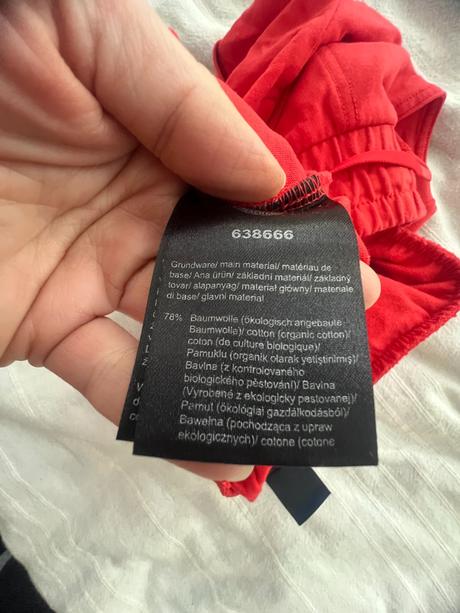 638666
Grundware/ main material/ matériau de
base/ Ana ürün/ základní materiál/ základný
tovar/ alapanyag/ materiał główny/ materiale
di base/ glavni material
78% Baumwolle (ökologisch angebaute
Baumwolle)/ cotton (organic cotton)/
coton (de culture biologique)/
Pamuklu (organik olarak yetiştirilmiş)/
Bavlna (z kontrolovaného
biologického pěstování)/ Bavlna
(Vyrobené z ekologicky pestovanej)/
Pamut (ökológiai gazdálkodásból)/
Bawełna (pochodząca z upraw
ekologicznych)/ cotone (cotone